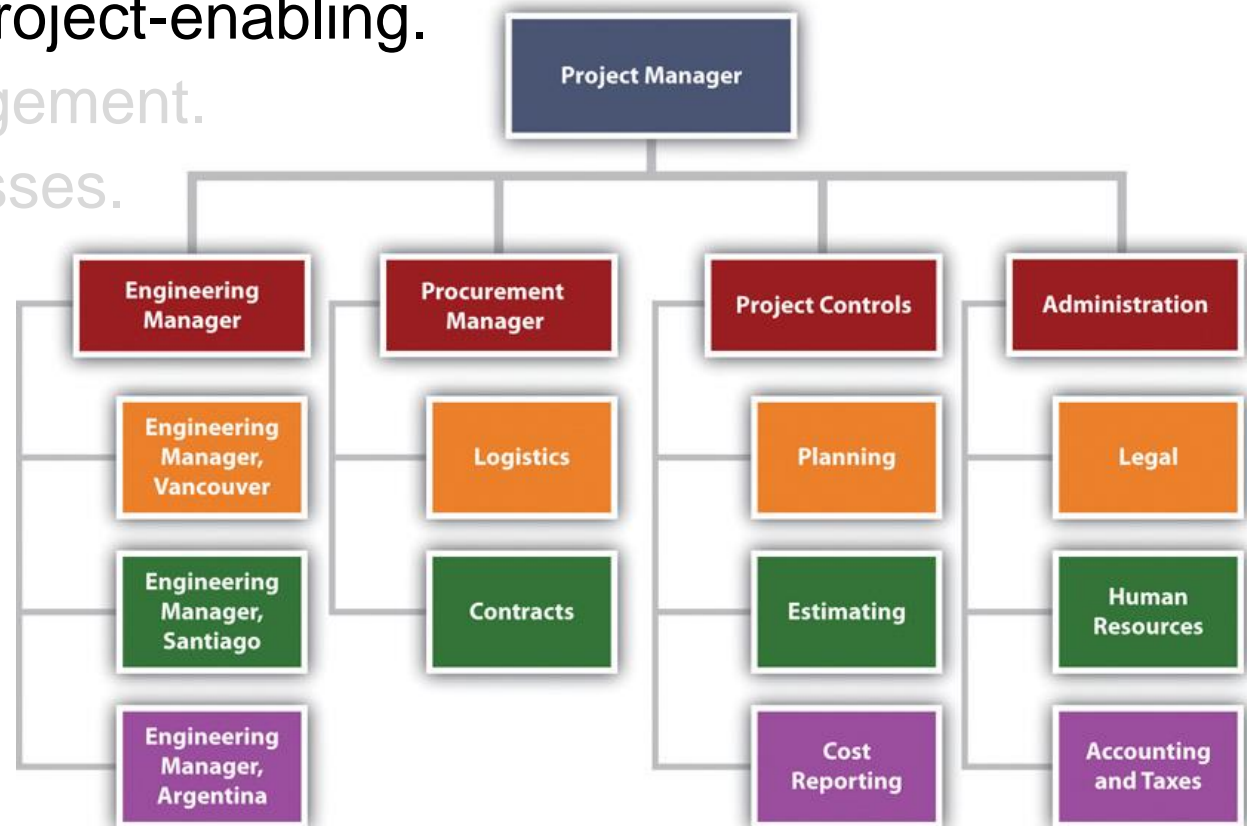 roject-enabling.
gement.
sses.
Project Manager
Engineering
Manager
Procurement
Manager
Project Controls
Administration
Engineering
Manager,
Vancouver
Logistics
Planning
Legal
Engineering
Manager,
Santiago
Contracts
Estimating
Human
Resources
Engineering
Manager,
Argentina
Cost
Reporting
Accounting
and Taxes